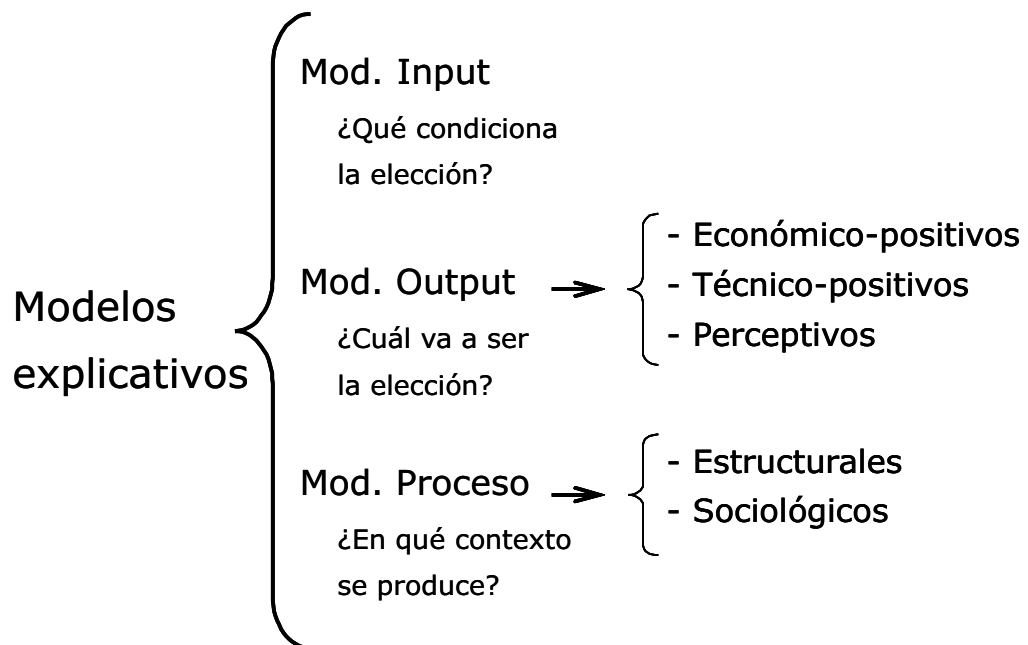 Modelos
explicativos
Mod. Input
¿Qué condiciona
la elección?
Mod. Output
¿Cuál va a ser
la elección?
- Económico-positivos
- Técnico-positivos
- Perceptivos
Mod. Proceso
¿En qué contexto
se produce?
- Estructurales
- Sociológicos